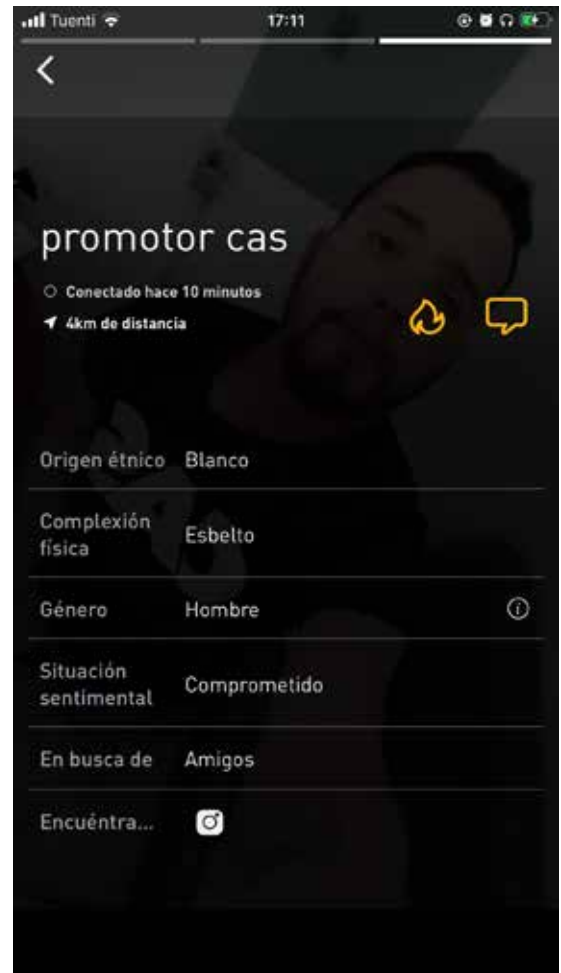 Tuenti 17:11
promotor cas
Conectado hace 10 minutos
4km de distancia
Origen étnico Blanco
Complexión
física
Esbelto
Género Hombre
Situación
sentimental
Comprometido
En busca de Amigos
Encuéntra...